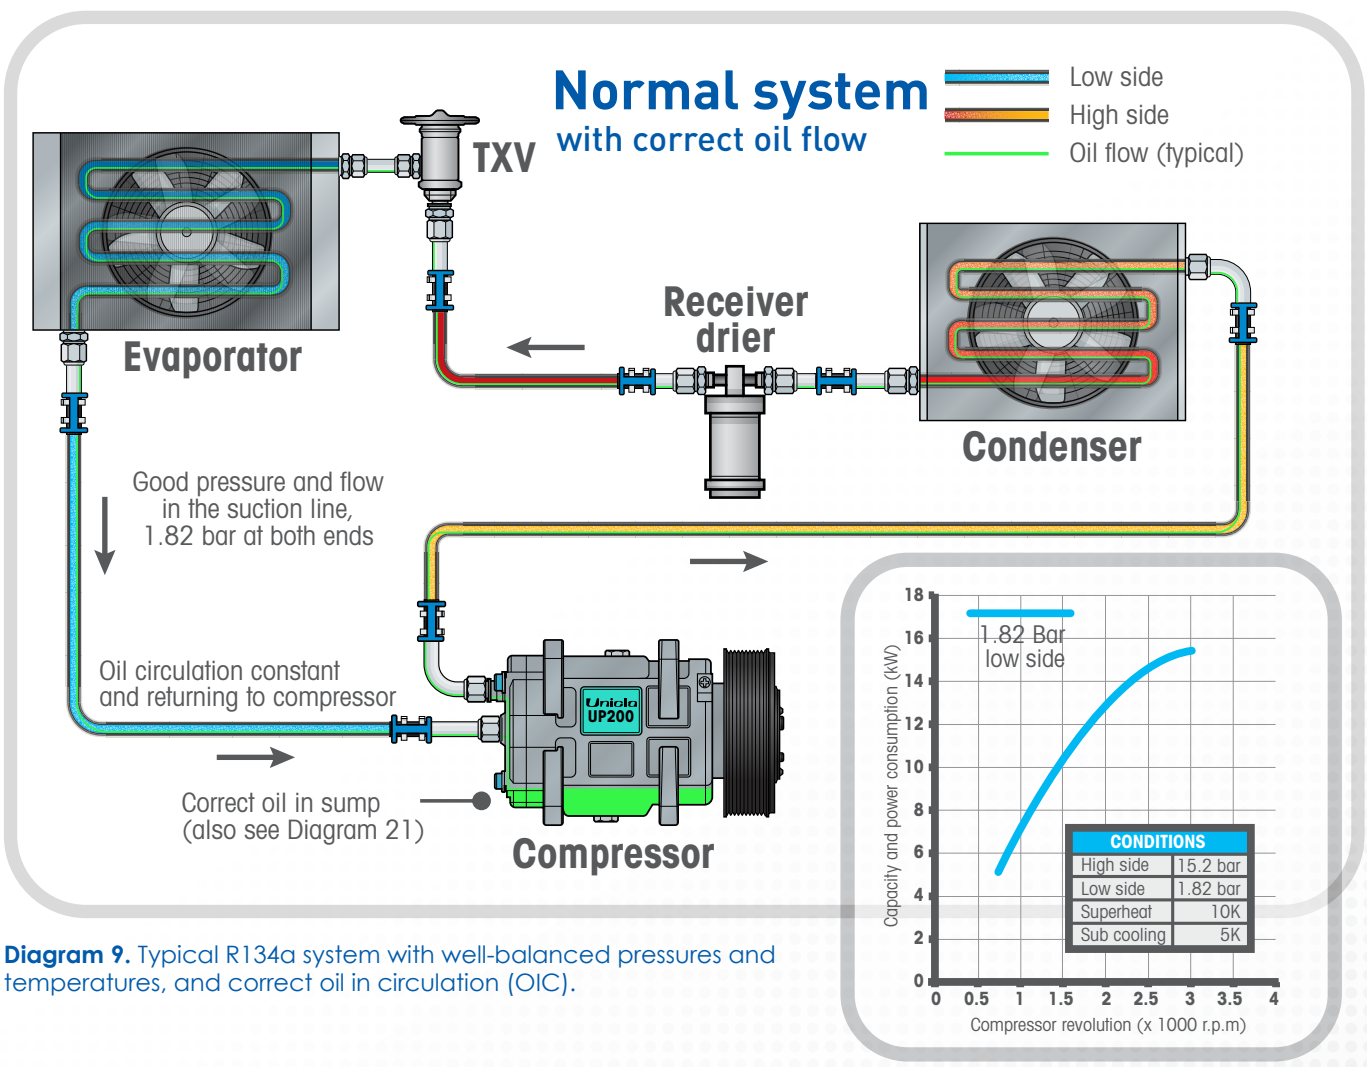 Normal system
with correct oil flow
Low side
High side
Oil flow (typical)
TXV
Evaporator
Receiver
drier
Condenser
Good pressure and flow
in the suction line,
1.82 bar at both ends
Oil circulation constant
and returning to compressor
Correct oil in sump
(also see Diagram 21)
Unicla
UP200
Compressor
18
16
14
12
10
8
6
4
2
0
Capacity and power consumption (kW)
1.82 Bar
low side
CONDITIONS
High side 15.2 bar
Low side 1.82 bar
Superheat 10K
Sub cooling 5K
0 0.5 1 1.5 2 2.5 3 3.5 4
Compressor revolution (x 1000 r.p.m)
Diagram 9. Typical R134a system with well-balanced pressures and
temperatures, and correct oil in circulation (OIC).